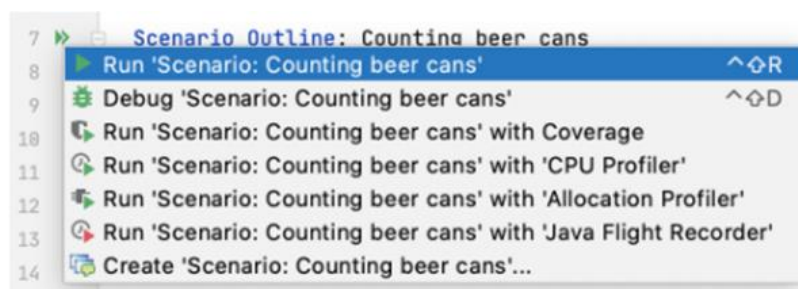 7 Scenario Outline: Counting beer cans
8 Run 'Scenario: Counting beer cans' ^⇧R
9 Debug 'Scenario: Counting beer cans' ^⇧D
10 Run 'Scenario: Counting beer cans' with Coverage
11 Run 'Scenario: Counting beer cans' with 'CPU Profiler'
12 Run 'Scenario: Counting beer cans' with 'Allocation Profiler'
13 Run 'Scenario: Counting beer cans' with 'Java Flight Recorder'
14 Create 'Scenario: Counting beer cans'...